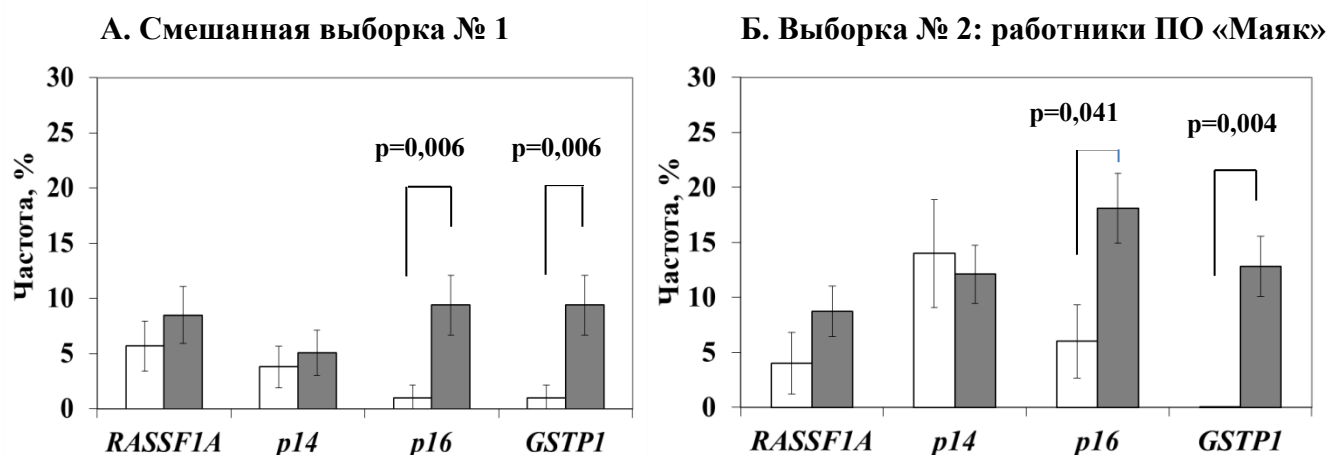 А. Смешанная выборка № 1
30
25
20
15
10
5
0
Частота, %
p=0,006
p=0,006
RASSF1A p14 p16 GSTP1
Б. Выборка № 2: работники ПО «Маяк»
30
25
20
15
10
5
0
Частота, %
p=0,041
p=0,004
RASSF1A p14 p16 GSTP1